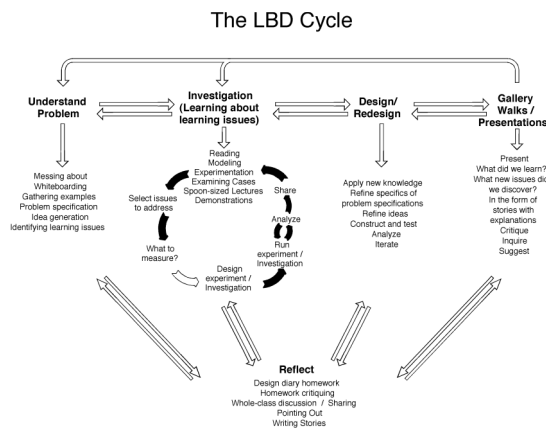 The LBD Cycle
Understand
Problem
Messing about
Whiteboarding
Gathering examples
Problem specification
Idea generation
Identifying learning issues
Investigation
(Learning about
learning issues)
Reading
Modeling
Experimentation
Examining Cases
Spoon-sized Lectures
Demonstrations
Share
Analyze
Run
experiment /
Investigation
Design
experiment /
Investigation
What to
measure?
Select issues
to address
Design/
Redesign
Apply new knowledge
Refine specifics of
problem specifications
Refine ideas
Construct and test
Analyze
Iterate
Gallery
Walks /
Presentations
Present
What did we learn?
What new issues did
we discover?
In the form of
stories with
explanations
Critique
Inquire
Suggest
Reflect
Design diary homework
Homework critiquing
Whole-class discussion / Sharing
Pointing Out
Writing Stories